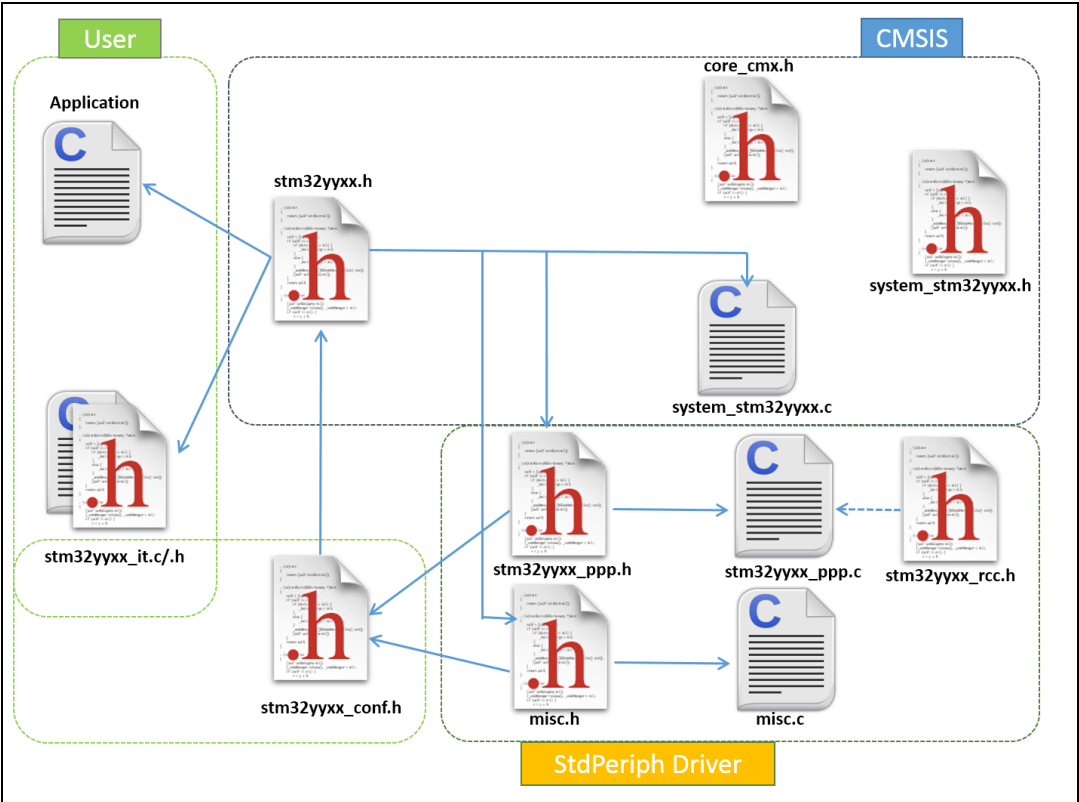 User
CMSIS
core_cmx.h
Application
.h
C
.h
stm32yyxx.h
.h
system_stm32yyxx.h
C
system_stm32yyxx.c
C
.h
.h
C
.h
stm32yyxx_it.c/.h
stm32yyxx_ppp.h
stm32yyxx_ppp.c
stm32yyxx_rcc.h
.h
.h
C
stm32yyxx_conf.h
misc.h
misc.c
StdPeriph Driver